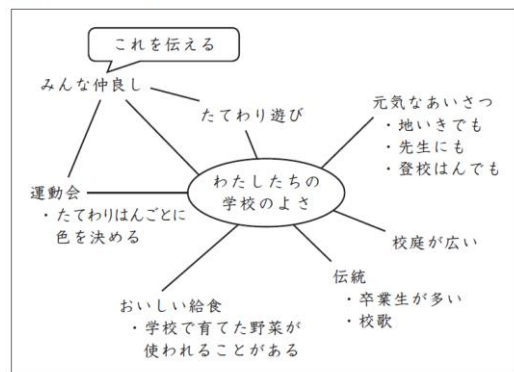 これを伝える
みんな仲良し
たてわり遊び
元気なあいさつ
・地いきでも
・先生にも
・登校はんでも
わたしたちの
学校のよさ
運動会
・たてわりはんごとに
色を決める
校庭が広い
伝統
・卒業生が多い
・校歌
おいしい給食
・学校で育てた野菜が
使われることがある